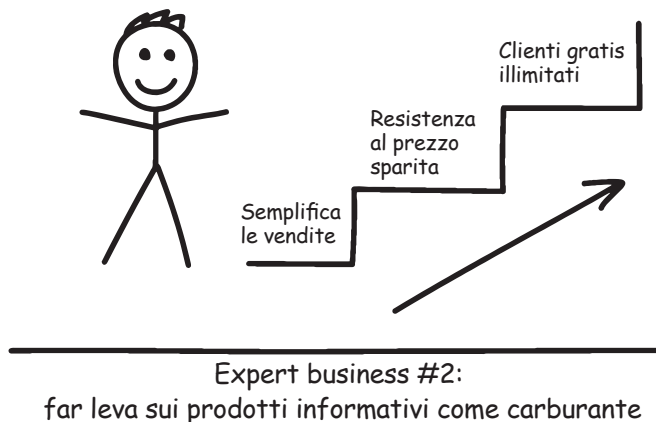 Clienti gratis
illimitati
Resistenza
al prezzo
sparita
Semplifica
le vendite
Expert business #2:
far leva sui prodotti informativi come carburante